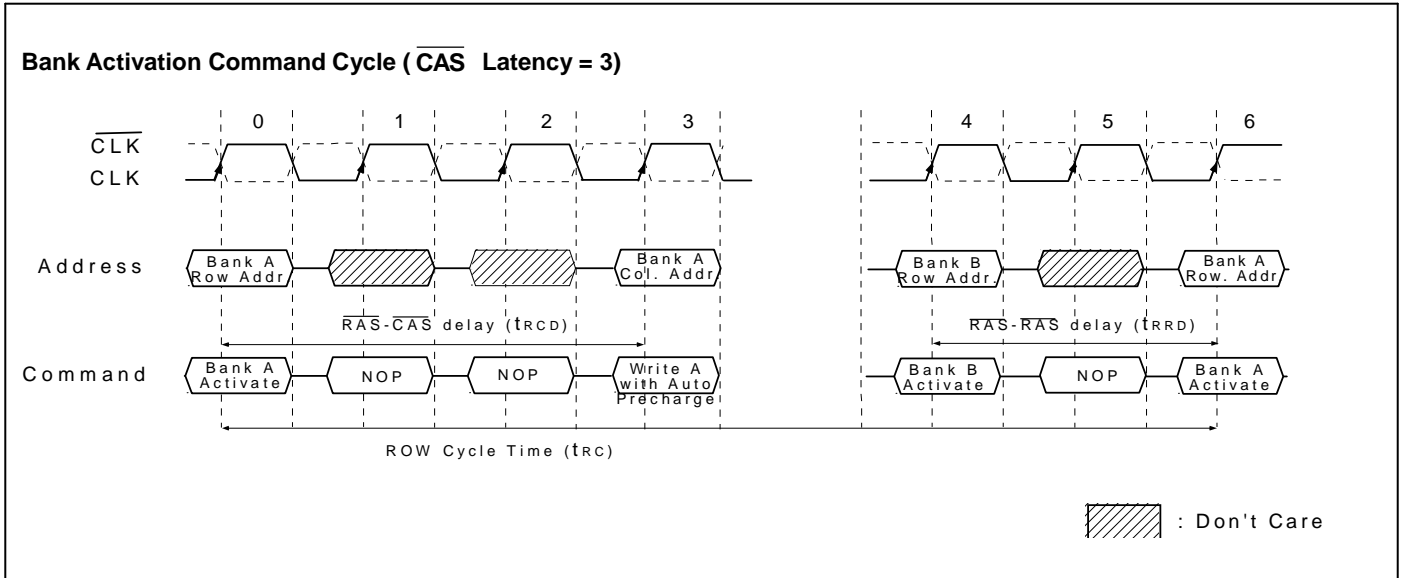 Bank Activation Command Cycle ( CAS Latency = 3)
0 1 2 3 4 5 6
CLK
CLK
Address
Bank A
Row Addr
Bank A
Col. Addr
Bank B
Row Addr.
Bank A
Row. Addr
RAS-CAS delay (tRCD)
RAS-RAS delay (tRRD)
Command
Bank A
Activate
NOP
NOP
Write A
with Auto
Precharge
Bank B
Activate
NOP
Bank A
Activate
ROW Cycle Time (tRC)
: Don't Care